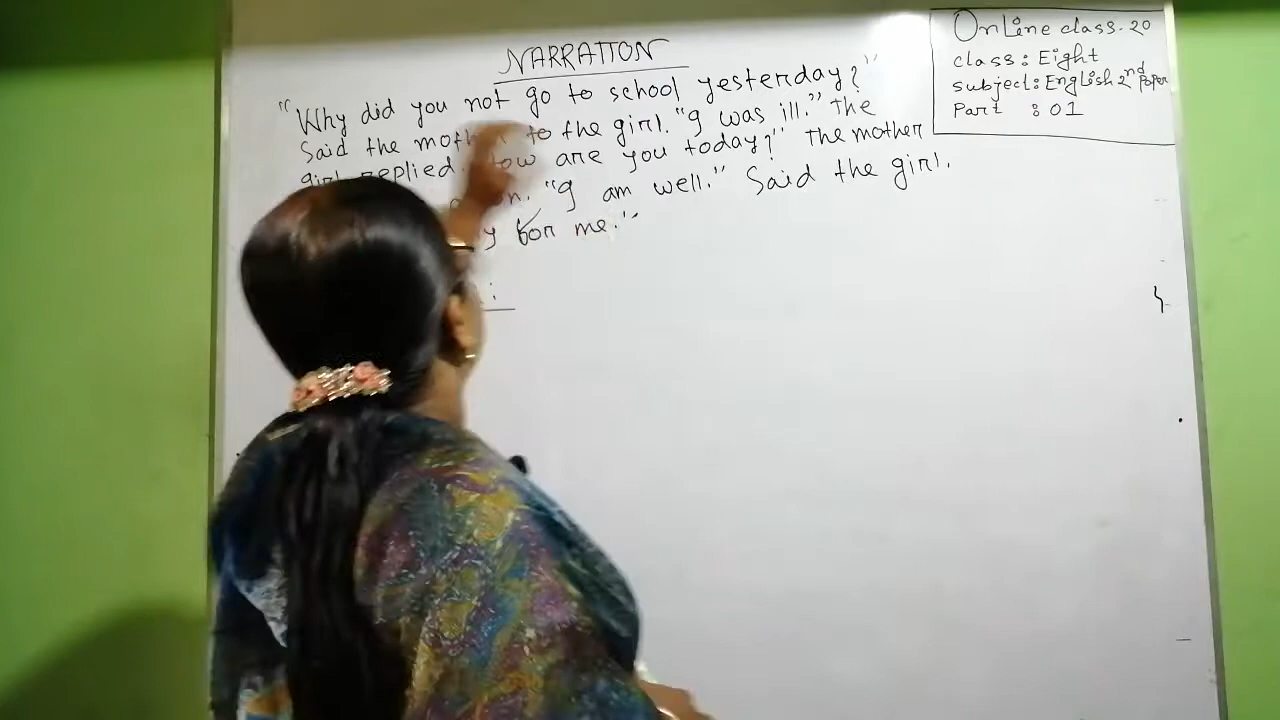 NARRATION
"Why did you not go to school yesterday?"
Said the to the girl. "I was ill." The
girl replied. How are you today?" The mother
"I am well." Said the girl.
for me."
OnLine class-20
class: Eight
subject: English 2nd Paper
Part : 01